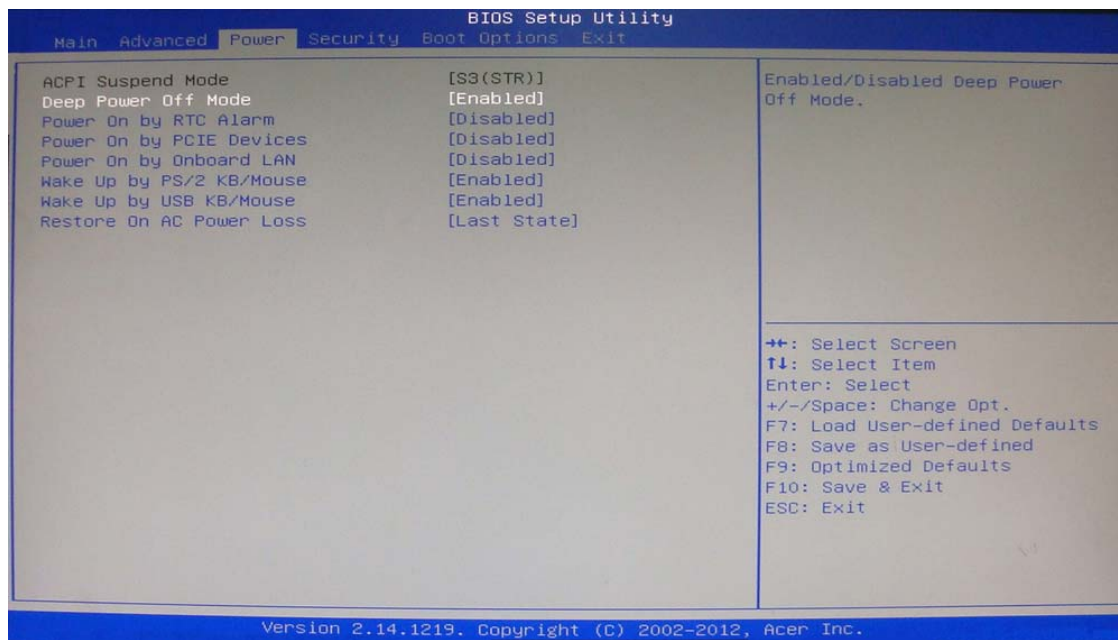 BIOS Setup Utility
Main Advanced Power Security Boot Options Exit
ACPI Suspend Mode [S3(STR)]
Deep Power Off Mode [Enabled]
Power On by RTC Alarm [Disabled]
Power On by PCIE Devices [Disabled]
Power On by Onboard LAN [Disabled]
Wake Up by PS/2 KB/Mouse [Enabled]
Wake Up by USB KB/Mouse [Enabled]
Restore On AC Power Loss [Last State]
Enabled/Disabled Deep Power
Off Mode.
→←: Select Screen
↑↓: Select Item
Enter: Select
+/-/Space: Change Opt.
F7: Load User-defined Defaults
F8: Save as User-defined
F9: Optimized Defaults
F10: Save & Exit
ESC: Exit
Version 2.14.1219. Copyright (C) 2002-2012, Acer Inc.